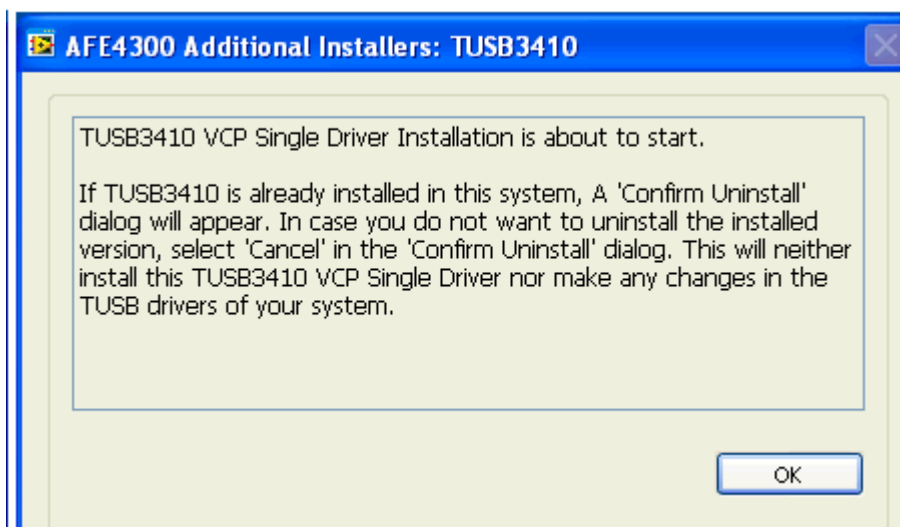 AFE4300 Additional Installers: TUSB3410
TUSB3410 VCP Single Driver Installation is about to start.
If TUSB3410 is already installed in this system, A 'Confirm Uninstall'
dialog will appear. In case you do not want to uninstall the installed
version, select 'Cancel' in the 'Confirm Uninstall' dialog. This will neither
install this TUSB3410 VCP Single Driver nor make any changes in the
TUSB drivers of your system.
OK